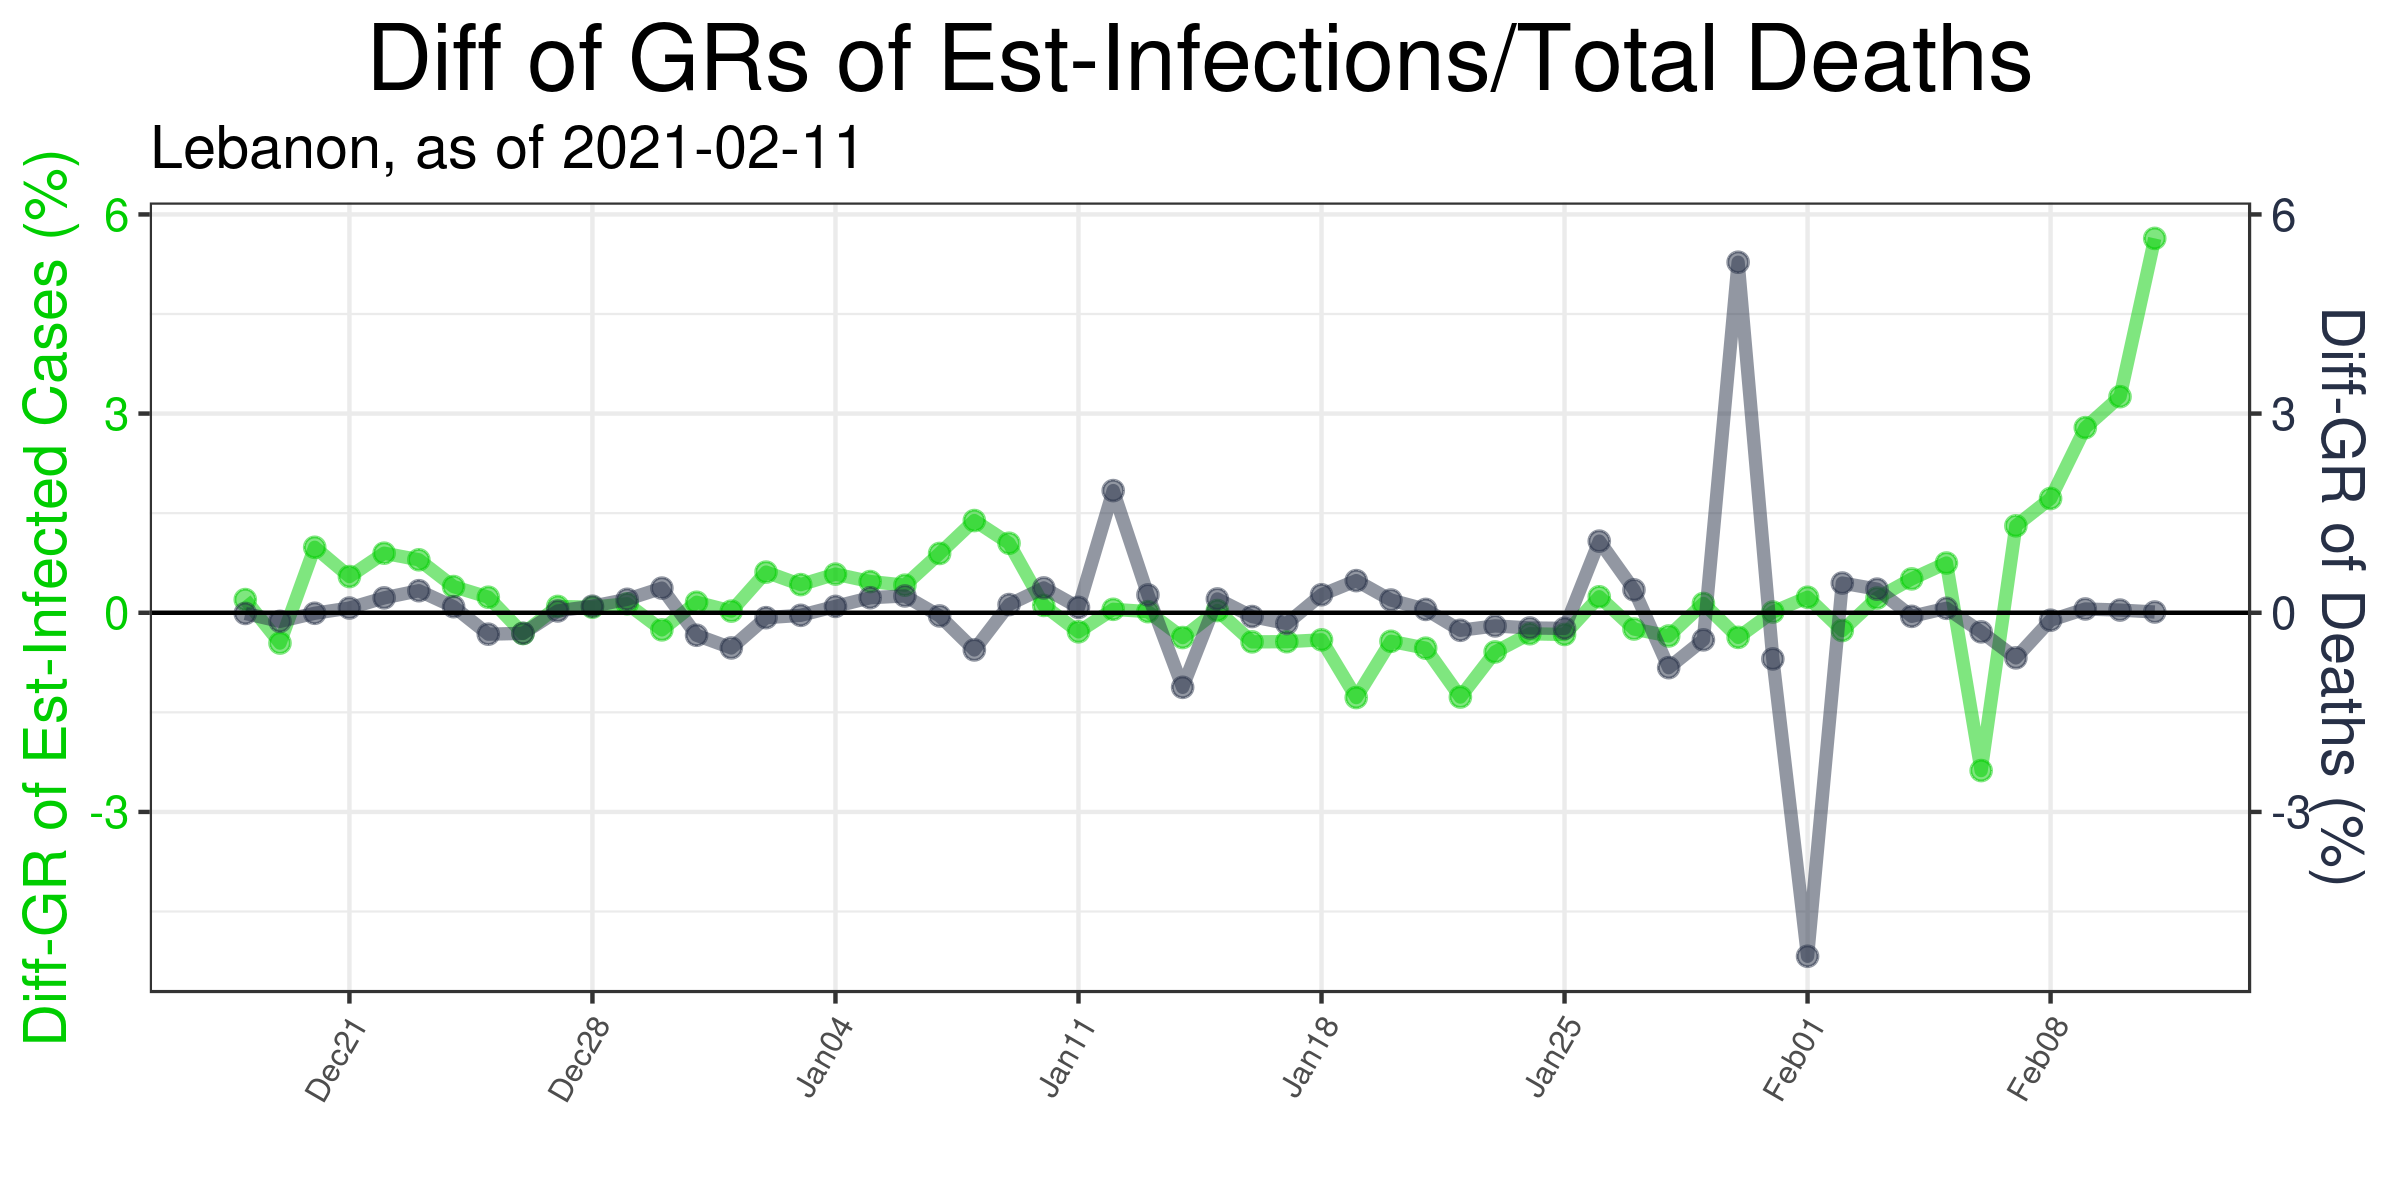 Diff of GRs of Est-Infections/Total Deaths
Lebanon, as of 2021-02-11
Diff-GR of Est-Infected Cases (%)
6
3
0
-3
6
3
0
-3
Diff-GR of Deaths (%)
Dec21
Dec28
Jan04
Jan11
Jan18
Jan25
Feb01
Feb08